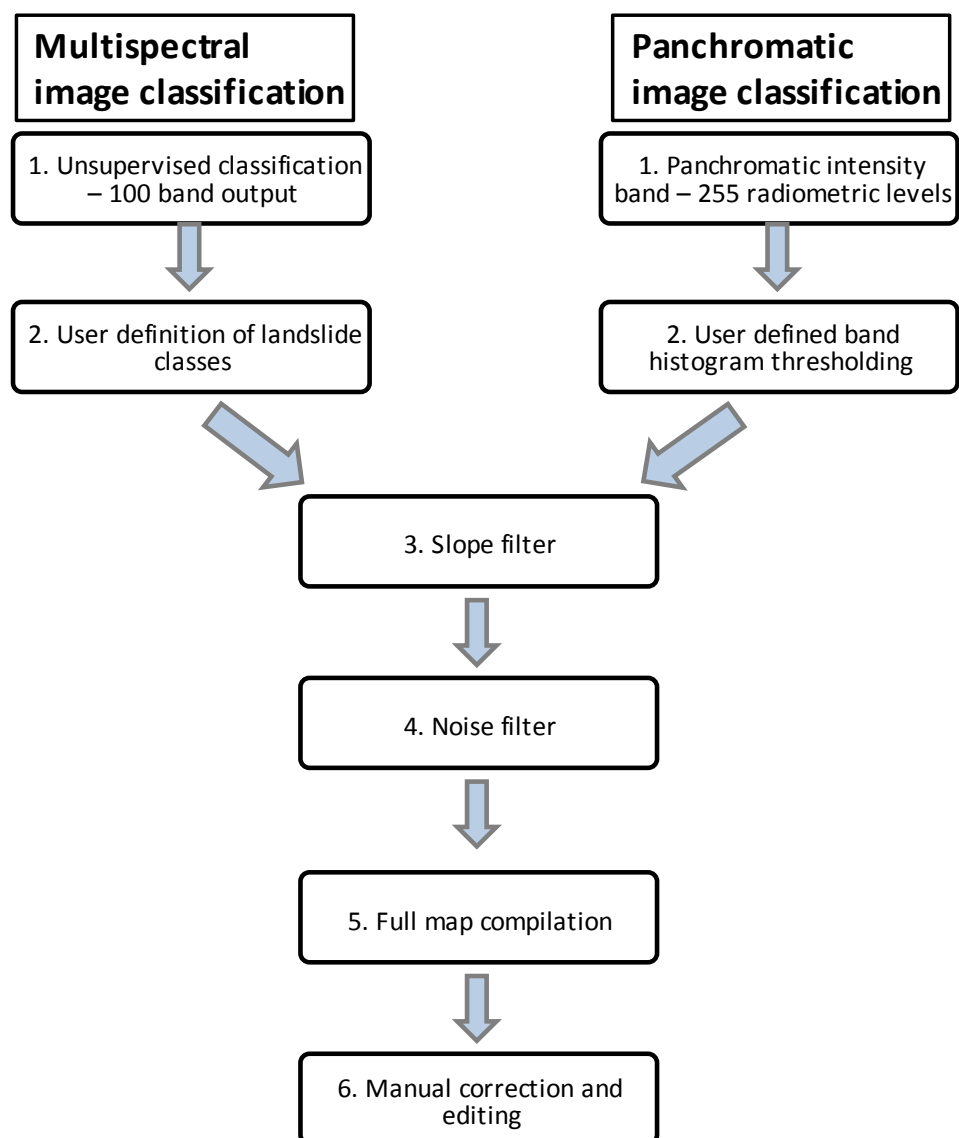 Multispectral
image classification
1. Unsupervised classification
– 100 band output
2. User definition of landslide
classes
Panchromatic
image classification
1. Panchromatic intensity
band – 255 radiometric levels
2. User defined band
histogram thresholding
3. Slope filter
4. Noise filter
5. Full map compilation
6. Manual correction and
editing